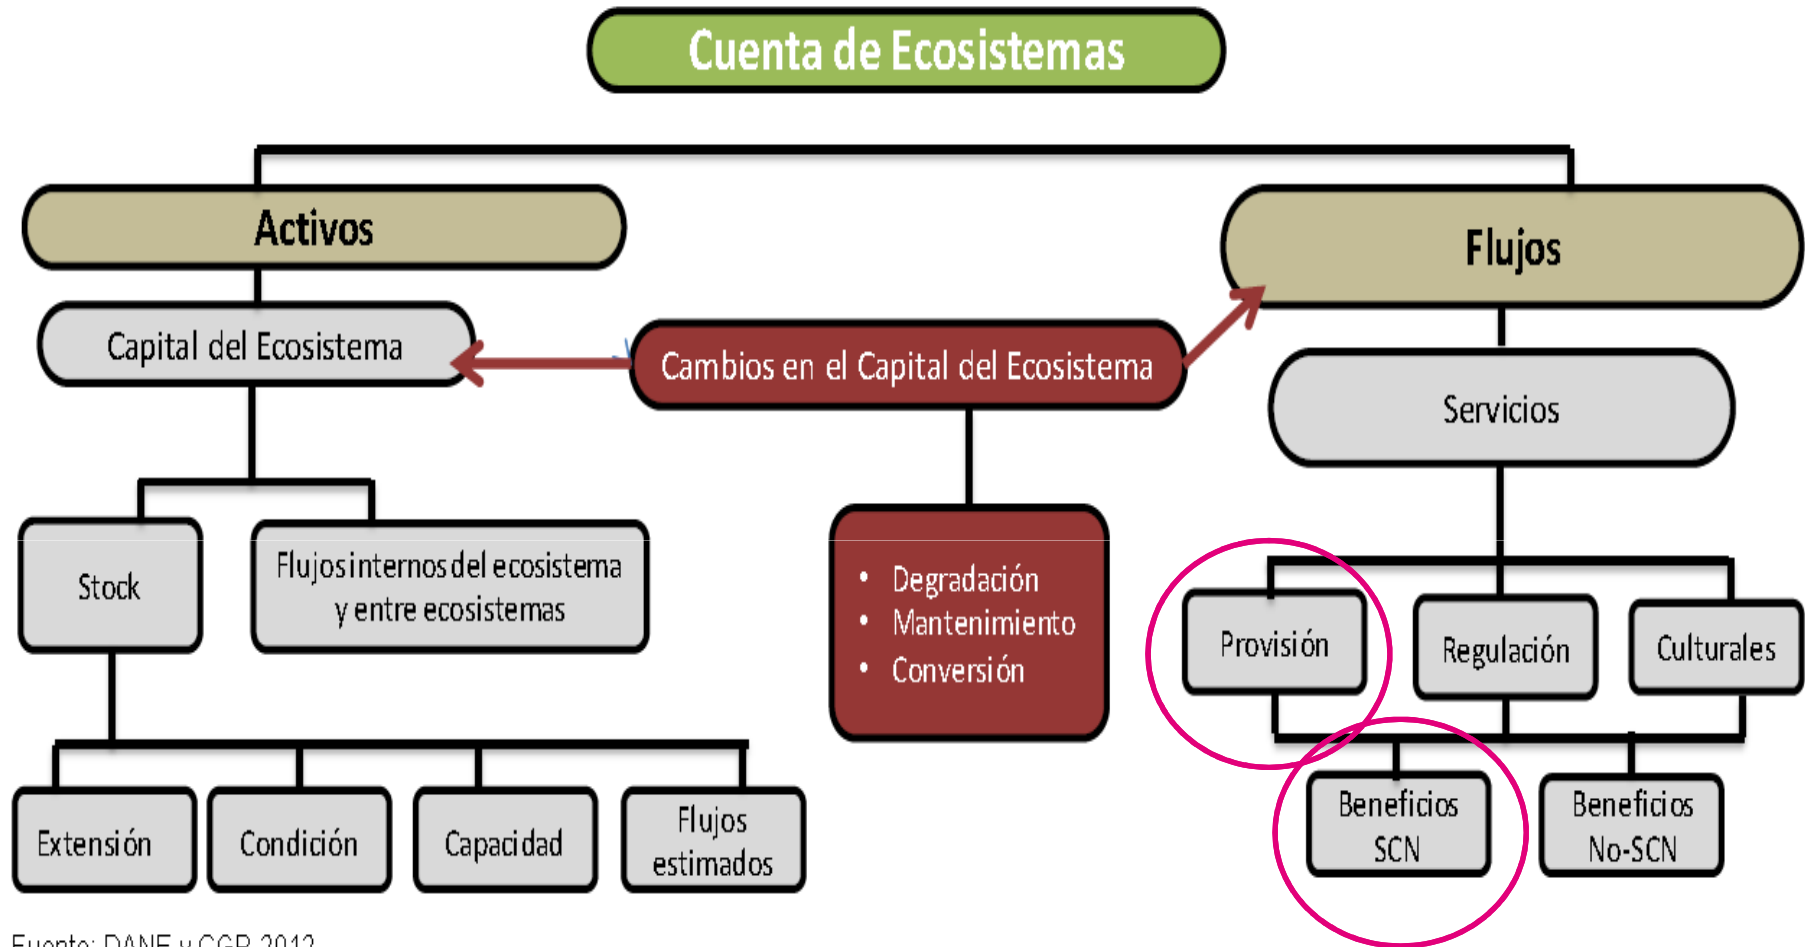 Cuenta de Ecosistemas
Activos
Flujos
Capital del Ecosistema
Cambios en el Capital del Ecosistema
Servicios
Stock
Flujos internos del ecosistema
y entre ecosistemas
• Degradación
• Mantenimiento
• Conversión
Provisión
Regulación
Culturales
Extensión
Condición
Capacidad
Flujos
estimados
Beneficios
SCN
Beneficios
No-SCN
Fuente: DANE y CGR 2012